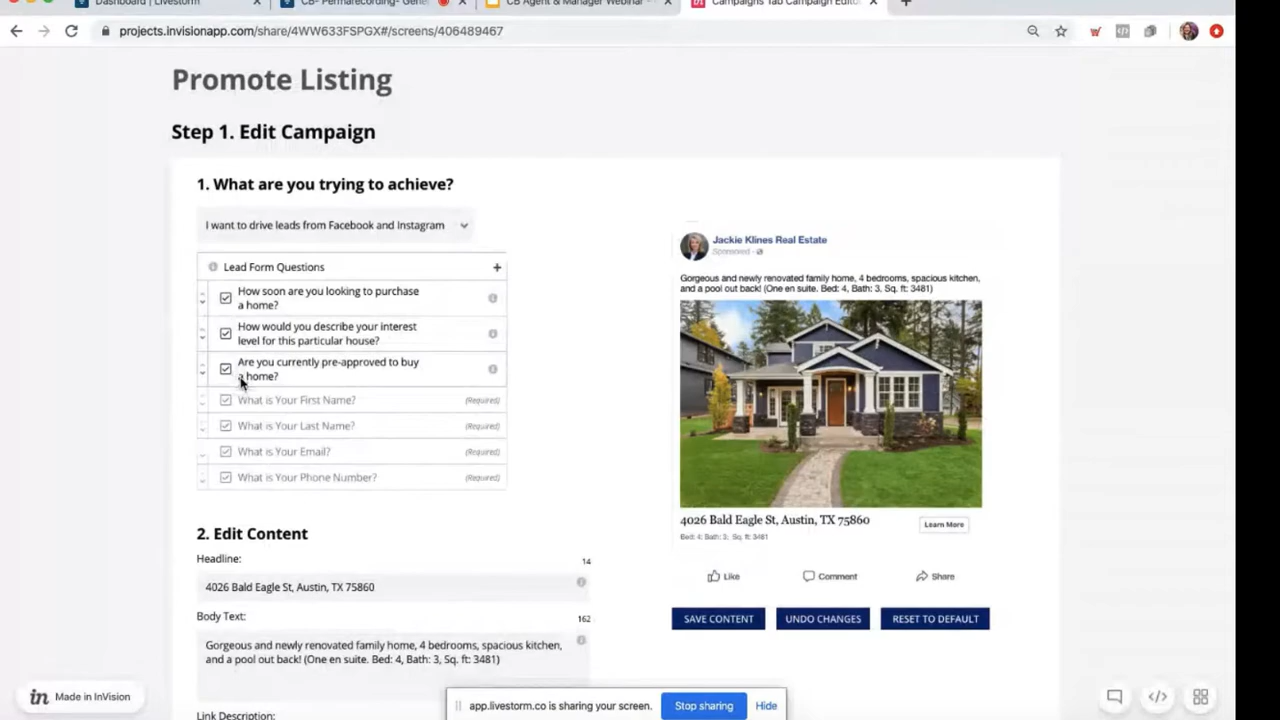 Dashboard | Livestorm
CB- Permarecording- Gene
CB Agent & Manager Webinar -
Campaigns Tab Campaign Edito
projects.invisionapp.com/share/4WW633FSPGX#/screens/406489467
Promote Listing
Step 1. Edit Campaign
1. What are you trying to achieve?
I want to drive leads from Facebook and Instagram
Lead Form Questions
How soon are you looking to purchase
a home?
How would you describe your interest
level for this particular house?
Are you currently pre-approved to buy
a home?
What is Your First Name? (Required)
What is Your Last Name? (Required)
What is Your Email? (Required)
What is Your Phone Number? (Required)
2. Edit Content
Headline: 14
4026 Bald Eagle St, Austin, TX 75860
Body Text: 162
Gorgeous and newly renovated family home, 4 bedrooms, spacious kitchen,
and a pool out back! (One en suite. Bed: 4, Bath: 3, Sq. ft: 3481)
Link Description:
Jackie Klines Real Estate
Sponsored
Gorgeous and newly renovated family home, 4 bedrooms, spacious kitchen,
and a pool out back! (One en suite. Bed: 4, Bath: 3, Sq. ft: 3481)
4026 Bald Eagle St, Austin, TX 75860
Learn More
Bed: 4; Bath: 3; Sq. ft: 3481
Like Comment Share
SAVE CONTENT UNDO CHANGES RESET TO DEFAULT
in Made in InVision
app.livestorm.co is sharing your screen. Stop sharing Hide